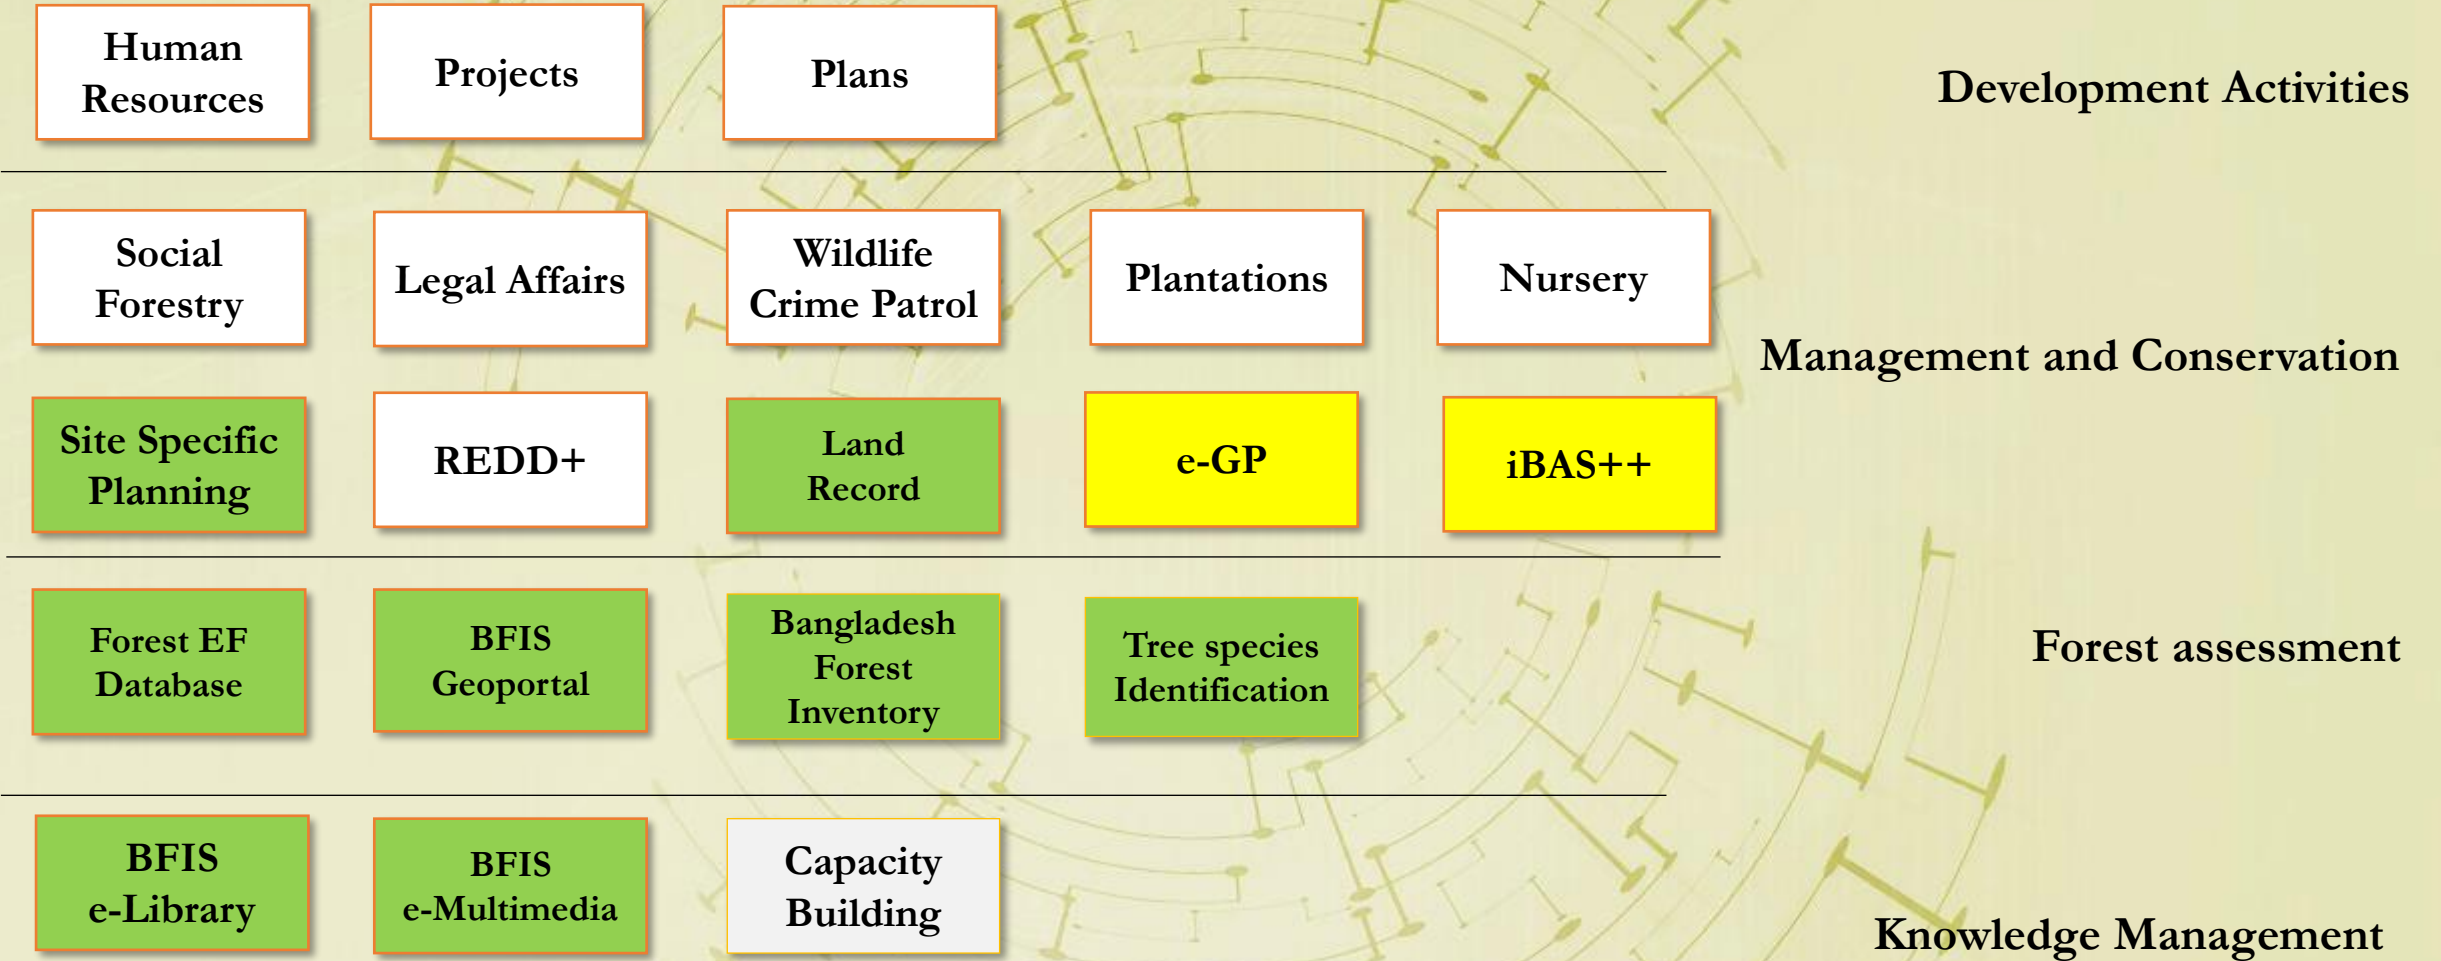 Human
Resources
Projects
Plans
Development Activities
Social
Forestry
Legal Affairs
Wildlife
Crime Patrol
Plantations
Nursery
Management and Conservation
Site Specific
Planning
REDD+
Land
Record
e-GP
iBAS++
Forest EF
Database
BFIS
Geoportal
Bangladesh
Forest
Inventory
Tree species
Identification
Forest assessment
BFIS
e-Library
BFIS
e-Multimedia
Capacity
Building
Knowledge Management